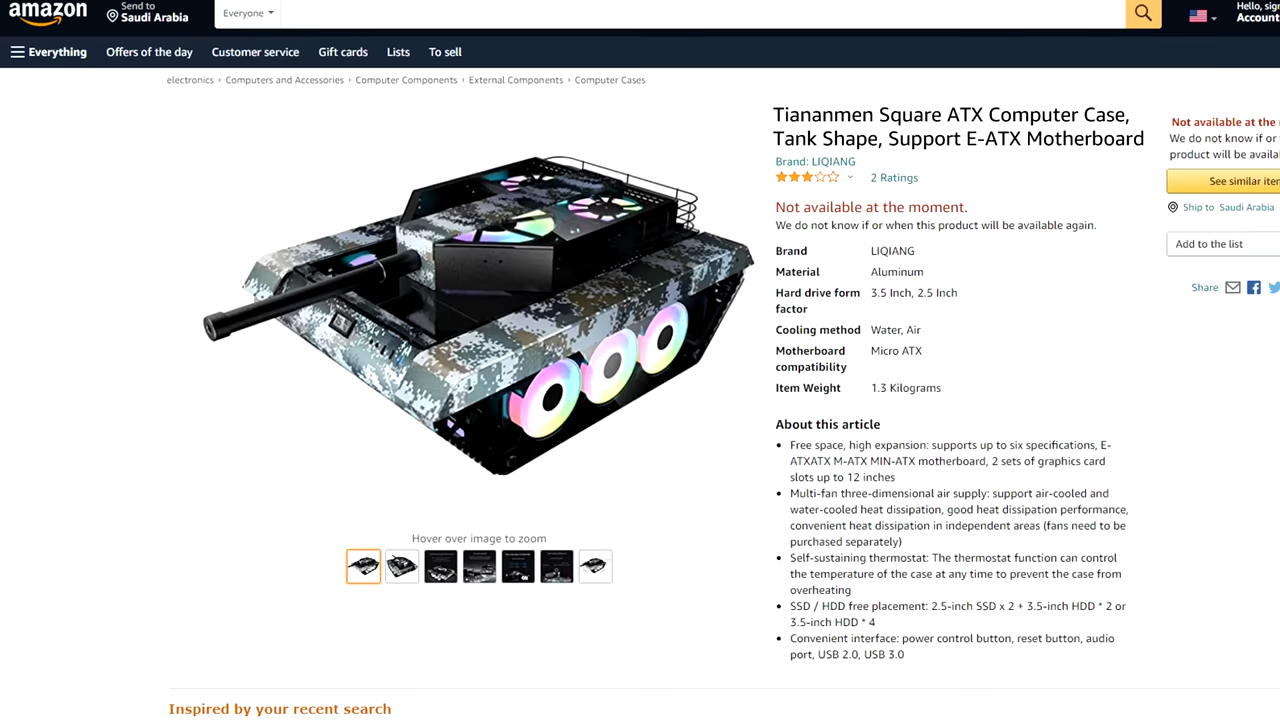 amazon
Send to
Saudi Arabia
Everyone
Hello,
Account
Everything
Offers of the day
Customer service
Gift cards
Lists
To sell
electronics › Computers and Accessories › Computer Components › External Components › Computer Cases
Tiananmen Square ATX Computer Case,
Tank Shape, Support E-ATX Motherboard
Brand: LIQIANG
2 Ratings
Not available at the moment.
We do not know if or when this product will be available again.
Brand LIQIANG
Material Aluminum
Hard drive form 3.5 Inch, 2.5 Inch
factor
Cooling method Water, Air
Motherboard Micro ATX
compatibility
Item Weight 1.3 Kilograms
About this article
• Free space, high expansion: supports up to six specifications, E-
ATXATX M-ATX MIN-ATX motherboard, 2 sets of graphics card
slots up to 12 inches
• Multi-fan three-dimensional air supply: support air-cooled and
water-cooled heat dissipation, good heat dissipation performance,
convenient heat dissipation in independent areas (fans need to be
purchased separately)
• Self-sustaining thermostat: The thermostat function can control
the temperature of the case at any time to prevent the case from
overheating
• SSD / HDD free placement: 2.5-inch SSD x 2 + 3.5-inch HDD * 2 or
3.5-inch HDD * 4
• Convenient interface: power control button, reset button, audio
port, USB 2.0, USB 3.0
Not available at the
We do not know if or
product will be
See similar
Ship to Saudi Arabia
Add to the list
Share
Hover over image to zoom
Inspired by your recent search